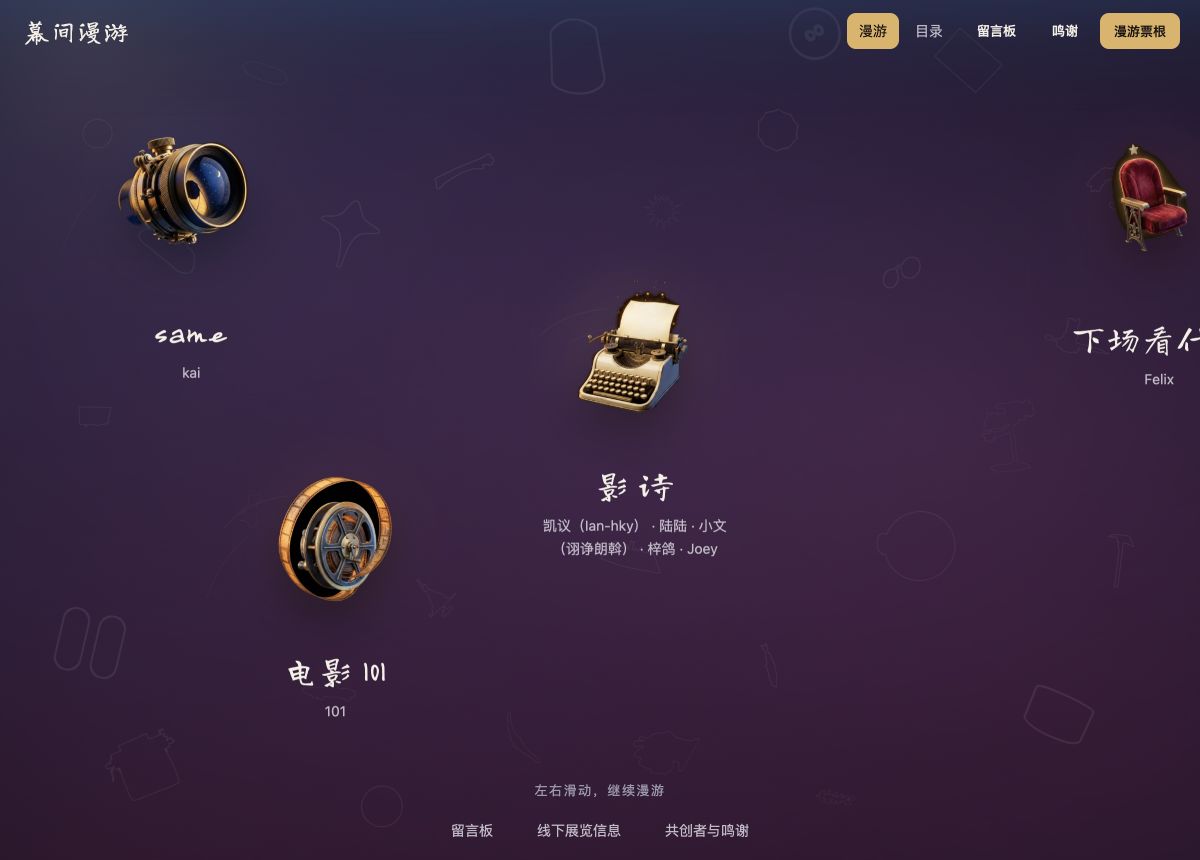 幕间漫游
漫游 目录 留言板 鸣谢 漫游票根
same
kai
下场看
Felix
影诗
凯议（lan-hky） · 陆陆 · 小文
（诩诤朗斡） · 梓鸽 · Joey
电影 101
101
左右滑动，继续漫游
留言板 线下展览信息 共创者与鸣谢